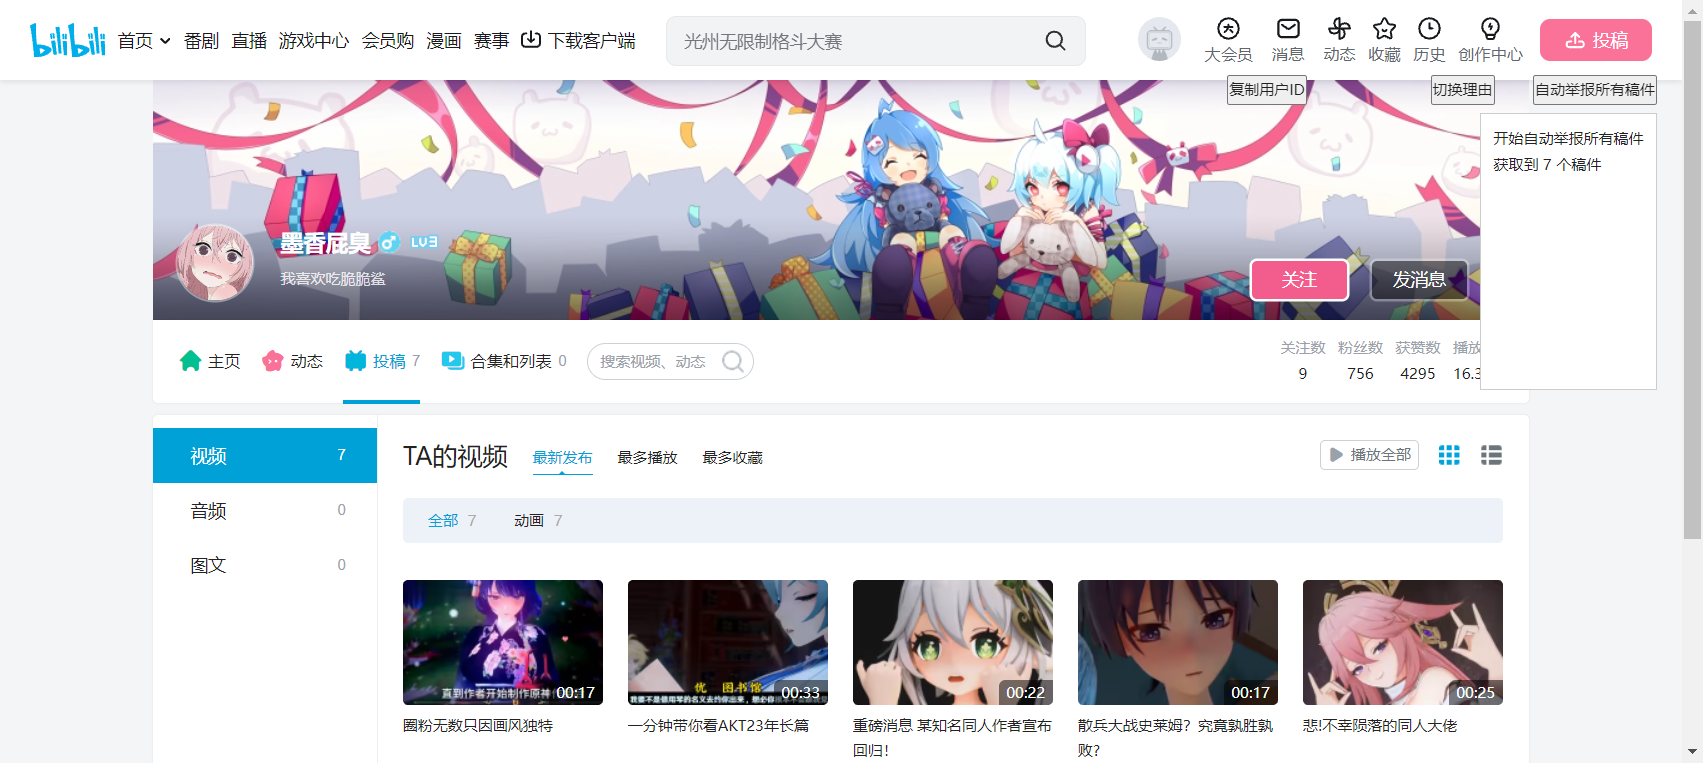 bilibili 首页 番剧 直播 游戏中心 会员购 漫画 赛事 下载客户端
光州无限制格斗大赛
大会员 消息 动态 收藏 历史 创作中心 投稿
复制用户ID 切换理由 自动举报所有稿件
开始自动举报所有稿件
获取到 7 个稿件
墨香屁臭 LV3
我喜欢吃脆脆鲨
关注 发消息
主页 动态 投稿 7 合集和列表 0 搜索视频、动态
关注数 粉丝数 获赞数 播放
9 756 4295 16.3
视频 7
音频 0
图文 0
TA的视频 最新发布 最多播放 最多收藏 播放全部
全部 7 动画 7
直到作者开始制作原神 00:17
圈粉无数只因画风独特
优 图书馆
00:33
一分钟带你看AKT23年长篇
00:22
重磅消息 某知名同人作者宣布
回归!
00:17
散兵大战史莱姆？究竟孰胜孰
败?
00:25
悲!不幸陨落的同人大佬